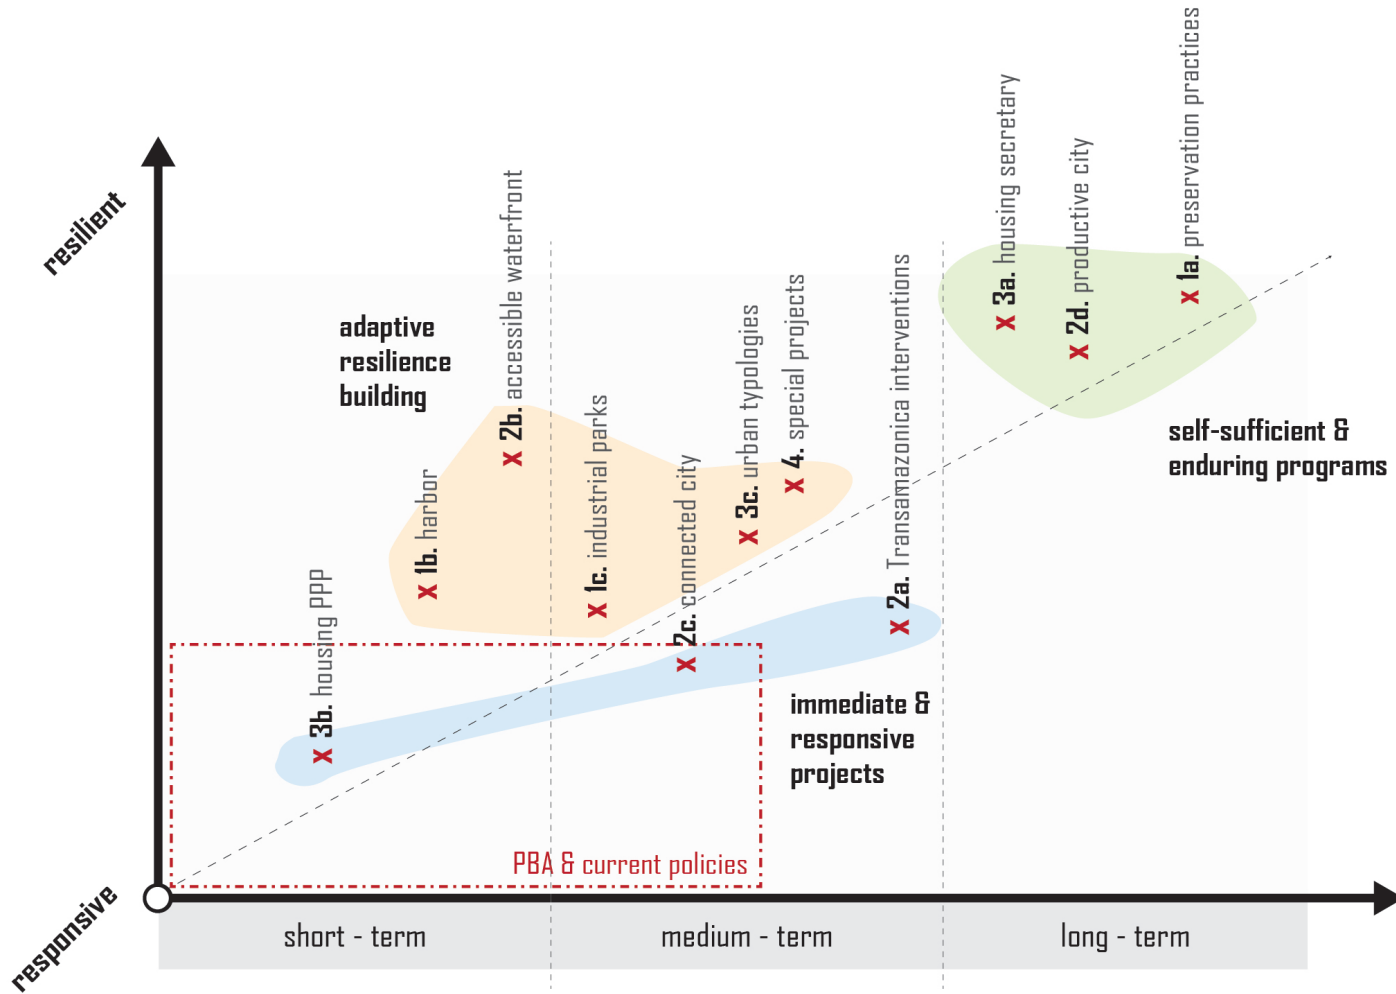 resilient
responsive
adaptive
resilience
building
3b. housing PPP
1b. harbor
2b. accessible waterfront
1c. industrial parks
2c. connected city
3c. urban typologies
4. special projects
2a. Transamazonica interventions
3a. housing secretary
2d. productive city
1a. preservation practices
self-sufficient &
enduring programs
immediate &
responsive
projects
PBA & current policies
short - term
medium - term
long - term